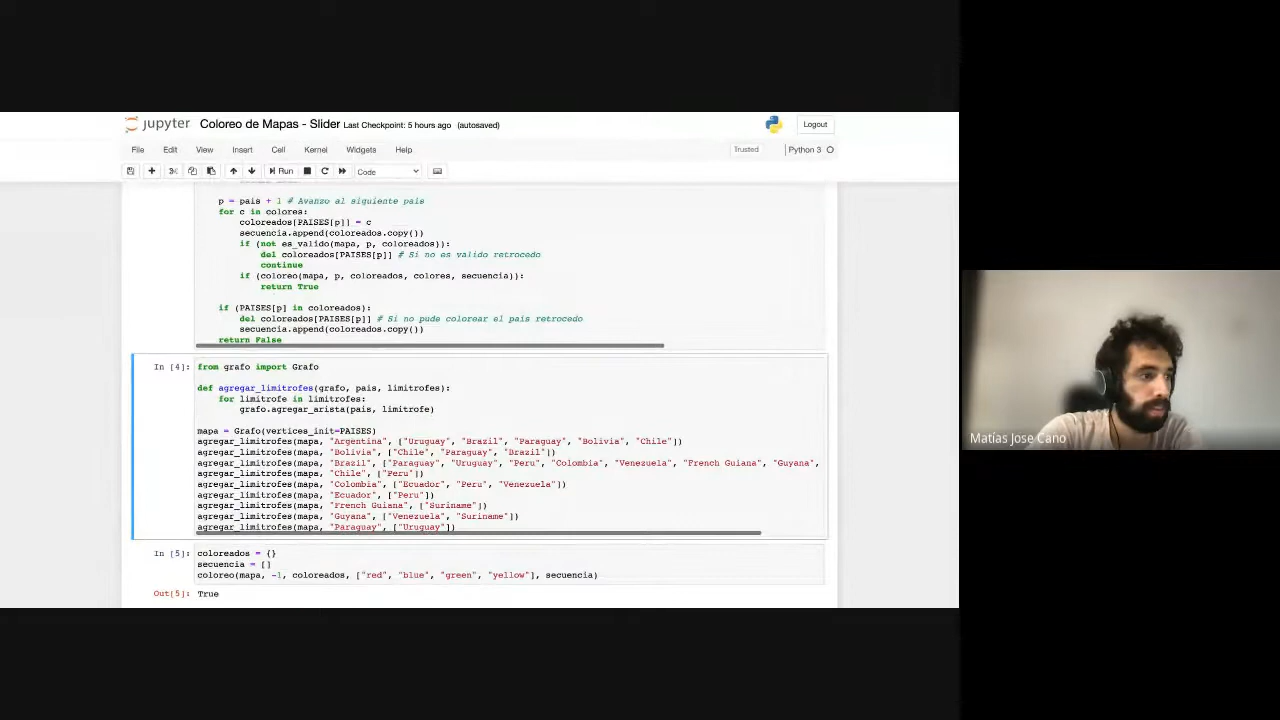 jupyter Coloreo de Mapas - Slider Last Checkpoint: 5 hours ago (autosaved)
Logout
File Edit View Insert Cell Kernel Widgets Help
Trusted
Python 3
Run
Code
p = pais + 1 # Avanzo al siguiente pais
for c in colores:
coloreados[PAISES[p]] = c
secuencia.append(coloreados.copy())
if (not es_valido(mapa, p, coloreados)):
del coloreados[PAISES[p]] # Si no es valido retrocedo
continue
if (coloreo(mapa, p, coloreados, colores, secuencia)):
return True
if (PAISES[p] in coloreados):
del coloreados[PAISES[p]] # Si no pude colorear el pais retrocedo
secuencia.append(coloreados.copy())
return False
In [4]: from grafo import Grafo
def agregar_limitrofes(grafo, pais, limitrofes):
for limitrofe in limitrofes:
grafo.agregar_arista(pais, limitrofe)
mapa = Grafo(vertices_init=PAISES)
agregar_limitrofes(mapa, "Argentina", ["Uruguay", "Brazil", "Paraguay", "Bolivia", "Chile"])
agregar_limitrofes(mapa, "Bolivia", ["Chile", "Paraguay", "Brazil"])
agregar_limitrofes(mapa, "Brazil", ["Paraguay", "Uruguay", "Peru", "Colombia", "Venezuela", "French Guiana", "Guyana",
agregar_limitrofes(mapa, "Chile", ["Peru"])
agregar_limitrofes(mapa, "Colombia", ["Ecuador", "Peru", "Venezuela"])
agregar_limitrofes(mapa, "Ecuador", ["Peru"])
agregar_limitrofes(mapa, "French Guiana", ["Suriname"])
agregar_limitrofes(mapa, "Guyana", ["Venezuela", "Suriname"])
agregar_limitrofes(mapa, "Paraguay", ["Uruguay"])
In [5]: coloreados = {}
secuencia = []
coloreo(mapa, -1, coloreados, ["red", "blue", "green", "yellow"], secuencia)
Out[5]: True
Matías Jose Cano